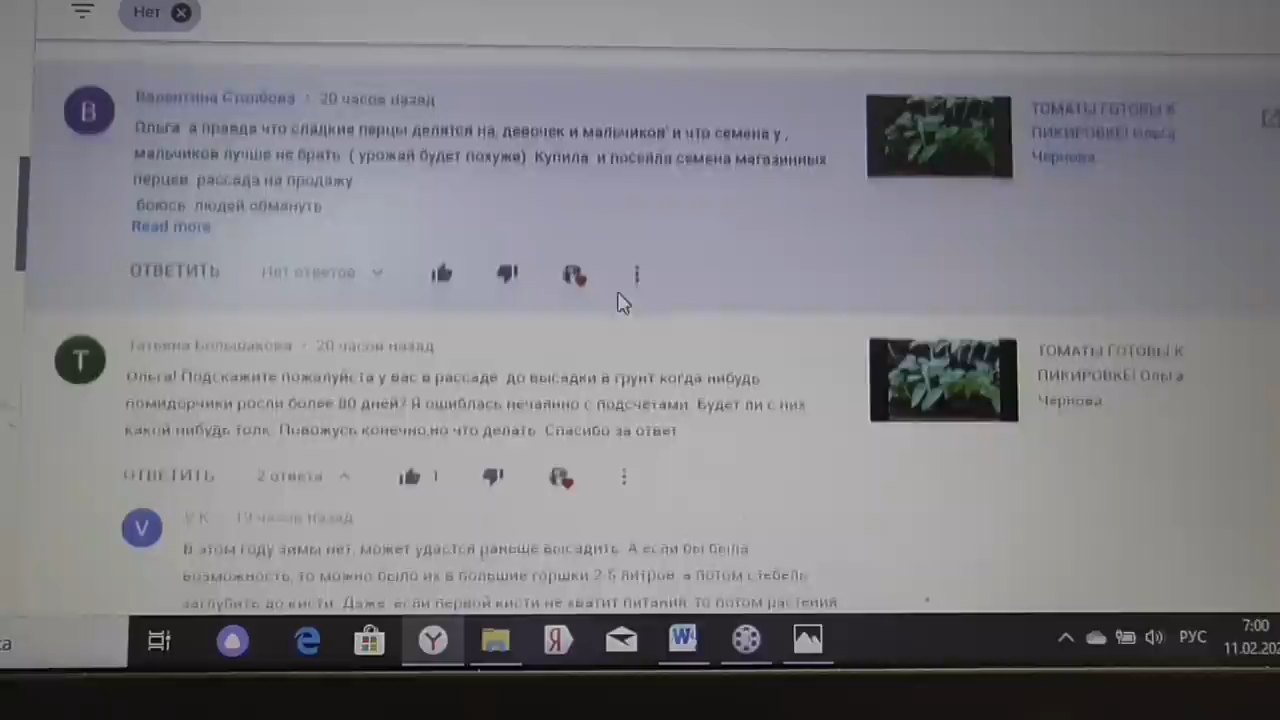 Нет
В
Валентина Столбова · 20 часов назад
Ольга а правда что сладкие перцы делятся на, девочек и мальчиков и что семена у ,
мальчиков лучше не брать ( урожай будет похуже) Купила и посеяла семена магазинных
перцев рассада на продажу
боюсь людей обмануть
Read more
ОТВЕТИТЬ Нет ответов
ТОМАТЫ ГОТОВЫ К
ПИКИРОВКЕ! Ольга
Чернова
Т
Татьяна Большакова · 20 часов назад
Ольга! Подскажите пожалуйста у вас в рассаде до высадки в грунт когда нибудь
помидорчики росли более 80 дней? Я ошиблась нечаянно с подсчетами Будет ли с них
какой нибудь толк Повожусь конечно,но что делать Спасибо за ответ
ОТВЕТИТЬ 2 ответа 1
ТОМАТЫ ГОТОВЫ К
ПИКИРОВКЕ! Ольга
Чернова
V
V K 19 часов назад
В этом году зимы нет, может удастся раньше высадить. А если бы была
возможность, то можно было их в большие горшки 2-5 литров а потом стебель
заглубить до кисти. Даже если первой кисти не хватит питания то потом растения
Я
W
РУС
7:00
11.02.20